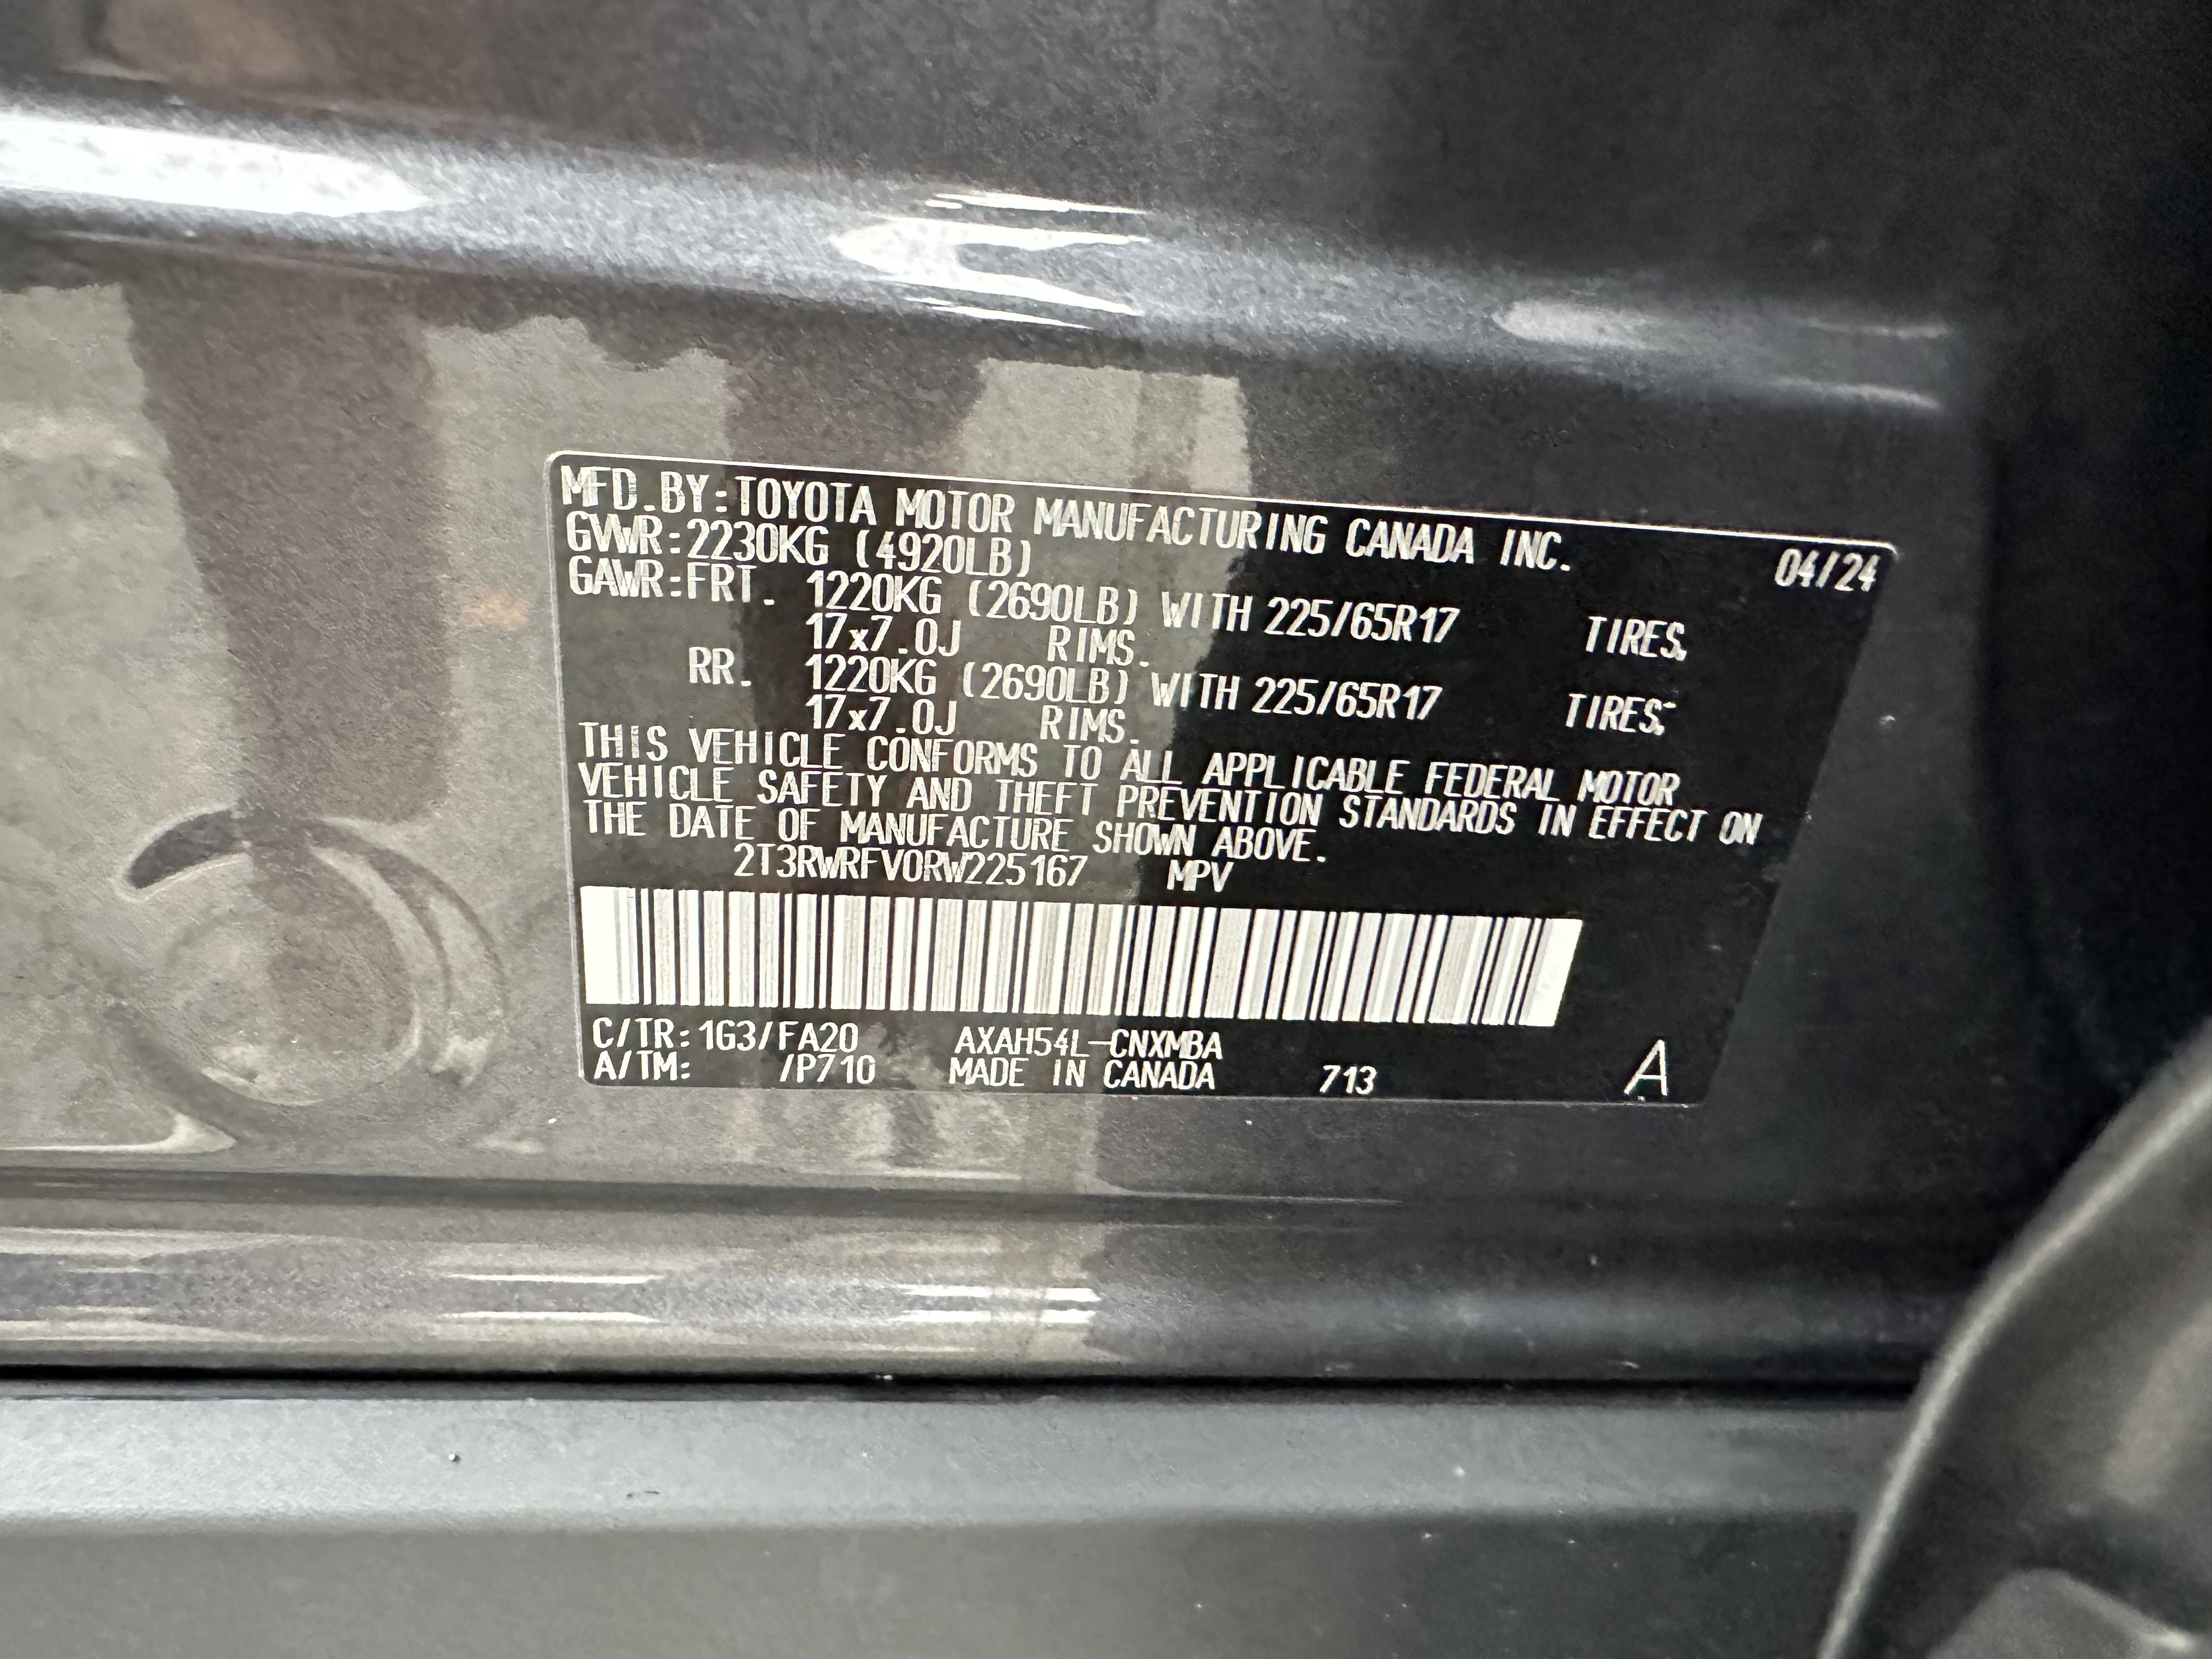 MFD.BY:TOYOTA MOTOR MANUFACTURING CANADA INC. 04/24
GVWR:2230KG (4920LB)
GAWR:FRT. 1220KG (2690LB) WITH 225/65R17 TIRES,
17x7.0J RIMS.
RR. 1220KG (2690LB) WITH 225/65R17 TIRES;
17x7.0J RIMS.
THIS VEHICLE CONFORMS TO ALL APPLICABLE FEDERAL MOTOR
VEHICLE SAFETY AND THEFT PREVENTION STANDARDS IN EFFECT ON
THE DATE OF MANUFACTURE SHOWN ABOVE.
2T3RWRFV0RW225167 MPV
C/TR:1G3/FA20 AXAH54L-CNXMBA
A/TM: /P710 MADE IN CANADA 713 A